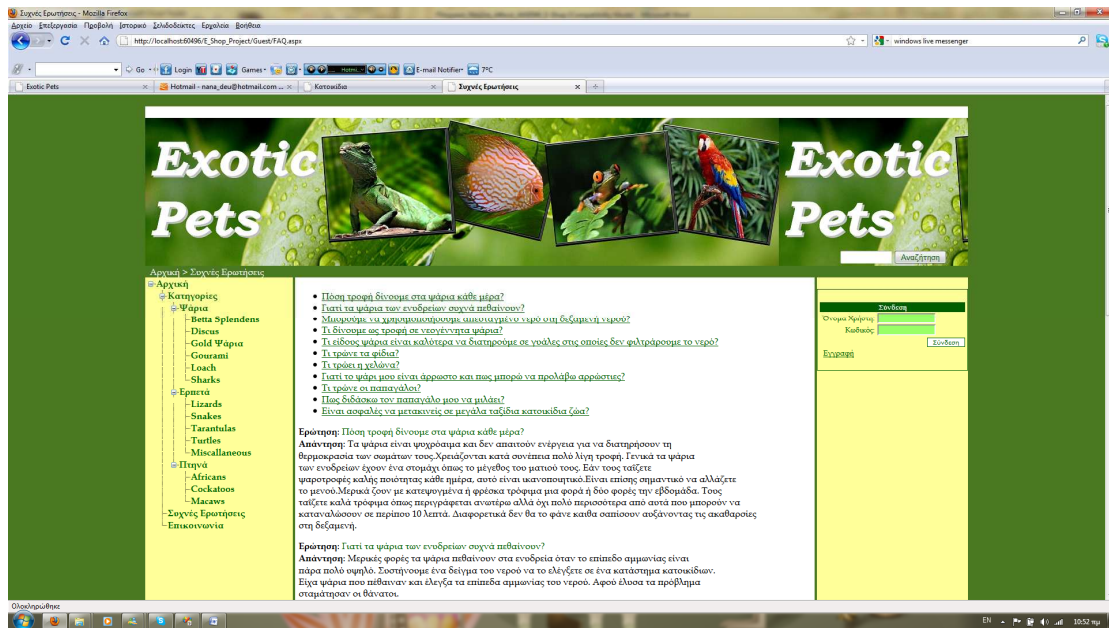 Συχνές Ερωτήσεις - Mozilla Firefox
Αρχείο Επεξεργασία Προβολή Ιστορικό Σελιδοδείκτες Εργαλεία Βοήθεια
http://localhost:60496/E_Shop_Project/Guest/FAQ.aspx
windows live messenger
Go Login Games E-mail Notifier 7°C
Exotic Pets
Hotmail - nana_deu@hotmail.com ...
Κατοικίδια
Συχνές Ερωτήσεις
Exotic Pets
Exotic Pets
Αναζήτηση
Αρχική > Συχνές Ερωτήσεις
Αρχική
Κατηγορίες
Ψάρια
Betta Splendens
Discus
Gold Ψάρια
Gourami
Loach
Sharks
Ερπετά
Lizards
Snakes
Tarantulas
Turtles
Miscallaneous
Πτηνά
Africans
Cockatoos
Macaws
Συχνές Ερωτήσεις
Επικοινωνία
Πόση τροφή δίνουμε στα ψάρια κάθε μέρα?
Γιατί τα ψάρια των ενυδρείων συχνά πεθαίνουν?
Μπορούμε να χρησιμοποιήσουμε απεσταγμένο νερό στη δεξαμενή νερού?
Τι δίνουμε ως τροφή σε νεογέννητα ψάρια?
Τι είδους ψάρια είναι καλύτερα να διατηρούμε σε γυάλες στις οποίες δεν φιλτράρουμε το νερό?
Τι τρώνε τα φίδια?
Τι τρώει η χελώνα?
Γιατί το ψάρι μου είναι άρρωστο και πως μπορώ να προλάβω αρρώστιες?
Τι τρώνε οι παπαγάλοι?
Πως διδάσκω τον παπαγάλο μου να μιλάει?
Είναι ασφαλές να μετακινείς σε μεγάλα ταξίδια κατοικίδια ζώα?
Ερώτηση: Πόση τροφή δίνουμε στα ψάρια κάθε μέρα?
Απάντηση: Τα ψάρια είναι ψυχρόαιμα και δεν απαιτούν ενέργεια για να διατηρήσουν τη
θερμοκρασία των σωμάτων τους.Χρειάζονται κατά συνέπεια πολύ λίγη τροφή. Γενικά τα ψάρια
των ενυδρείων έχουν ένα στομάχι όπως το μέγεθος του ματιού τους. Εάν τους ταΐζετε
ψαροτροφές καλής ποιότητας κάθε ημέρα, αυτό είναι ικανοποιητικό.Είναι επίσης σημαντικό να αλλάζετε
το μενού.Μερικά ζουν με κατεψυγμένα ή φρέσκα τρόφιμα μια φορά ή δύο φορές την εβδομάδα. Τους
ταΐζετε καλά τρόφιμα όπως περιγράφεται ανωτέρω αλλά όχι πολύ περισσότερα από αυτά που μπορούν να
καταναλώσουν σε περίπου 10 λεπτά. Διαφορετικά δεν θα το φάνε καιθα σαπίσουν αυξάνοντας τις ακαθαρσίες
στη δεξαμενή.
Ερώτηση: Γιατί τα ψάρια των ενυδρείων συχνά πεθαίνουν?
Απάντηση: Μερικές φορές τα ψάρια πεθαίνουν στα ενυδρεία όταν το επίπεδο αμμωνίας είναι
πάρα πολύ υψηλό. Συστήνουμε ένα δείγμα του νερού να το ελέγξετε σε ένα κατάστημα κατοικίδιων.
Είχα ψάρια που πέθαιναν και έλεγξα τα επίπεδα αμμωνίας του νερού. Αφού έλυσα τα πρόβλημα
σταμάτησαν οι θάνατοι.
Σύνδεση
Όνομα Χρήστη:
Κωδικός:
Σύνδεση
Εγγραφή
Ολοκληρώθηκε
EN 10:52 πμ